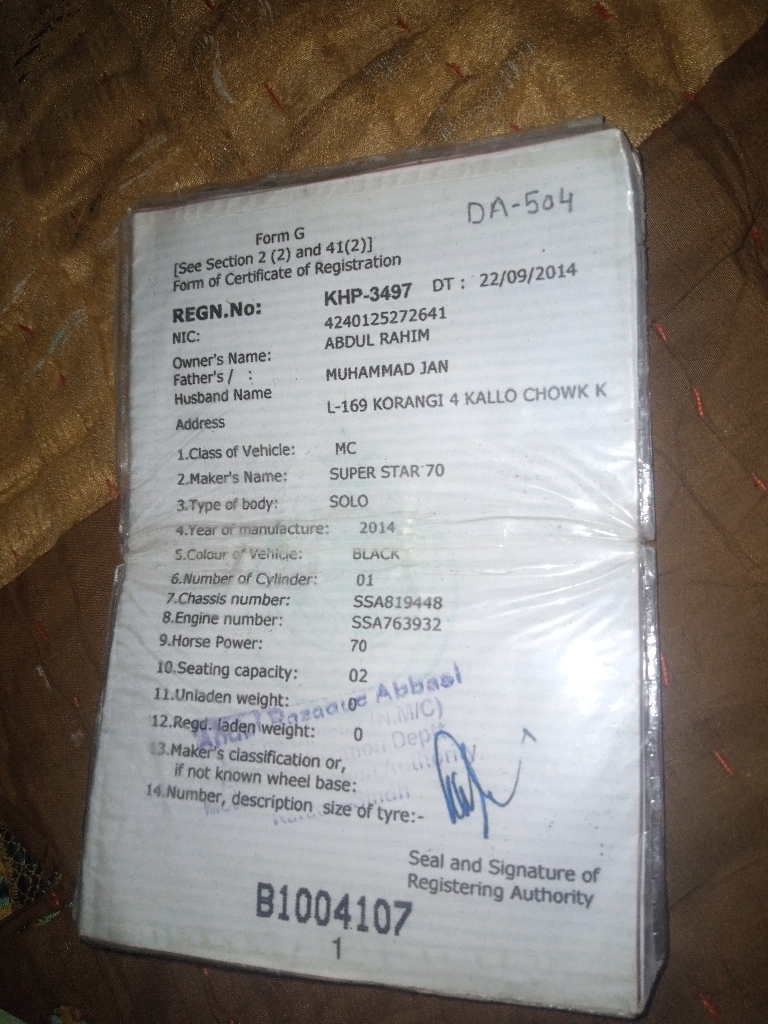 DA-504
Form G
[See Section 2 (2) and 41(2)]
Form of Certificate of Registration
REGN.No: KHP-3497 DT : 22/09/2014
NIC: 4240125272641
Owner's Name: ABDUL RAHIM
Father's / :
Husband Name MUHAMMAD JAN
Address L-169 KORANGI 4 KALLO CHOWK K
1.Class of Vehicle: MC
2.Maker's Name: SUPER STAR 70
3.Type of body: SOLO
4.Year of manufacture: 2014
5.Colour of Vehicle: BLACK
6.Number of Cylinder: 01
7.Chassis number: SSA819448
8.Engine number: SSA763932
9.Horse Power: 70
10.Seating capacity: 02
11.Unladen weight: 0
12.Regd. laden weight: 0
13.Maker's classification or,
if not known wheel base:
14.Number, description size of tyre:-
Abdul Razaque Abbasi
Seal and Signature of
Registering Authority
B1004107
1